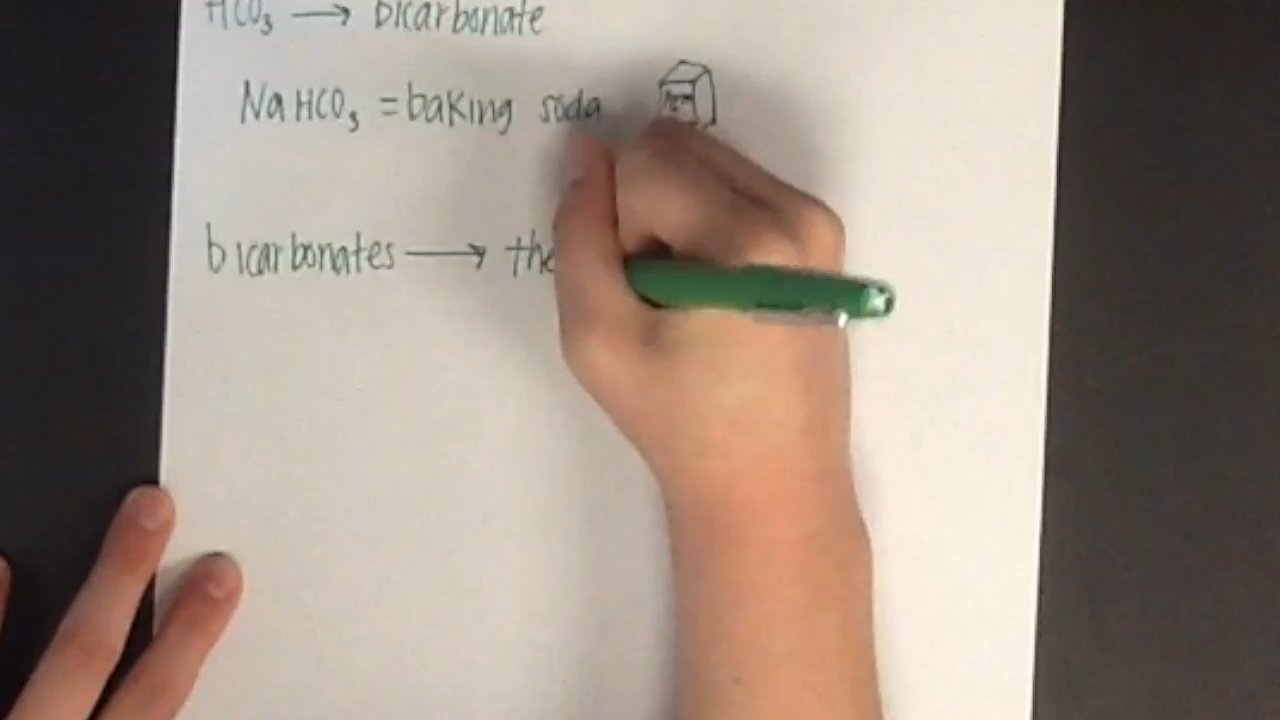 HCO₃ → bicarbonate
NaHCO₃ = baking soda
bicarbonates → the